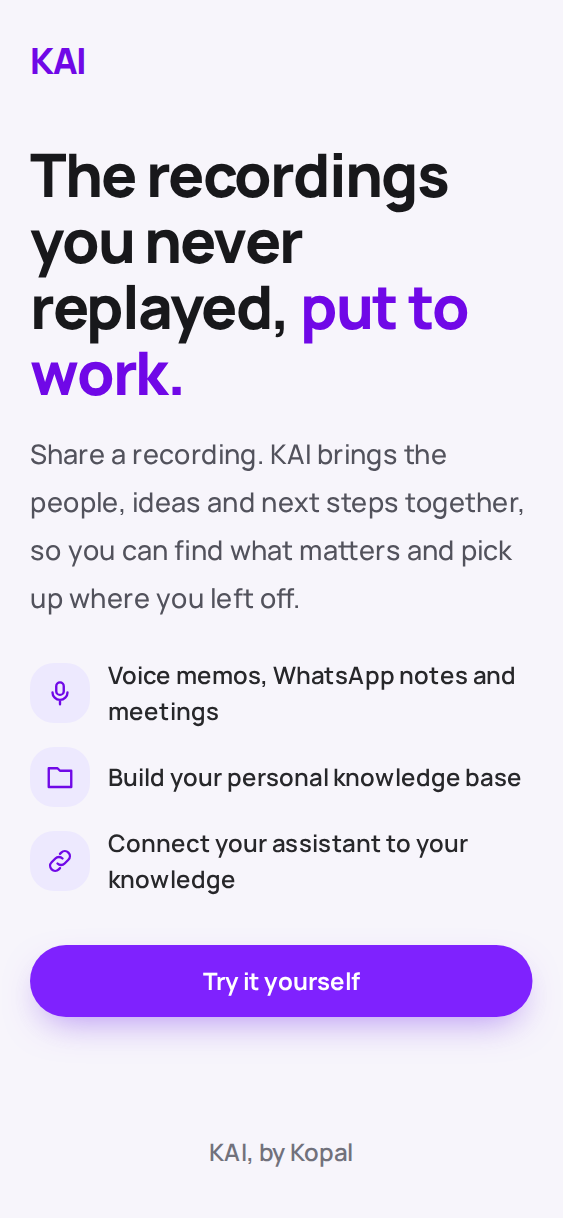 KAI
The recordings
you never
replayed, put to
work.
Share a recording. KAI brings the
people, ideas and next steps together,
so you can find what matters and pick
up where you left off.
Voice memos, WhatsApp notes and
meetings
Build your personal knowledge base
Connect your assistant to your
knowledge
Try it yourself
KAI, by Kopal